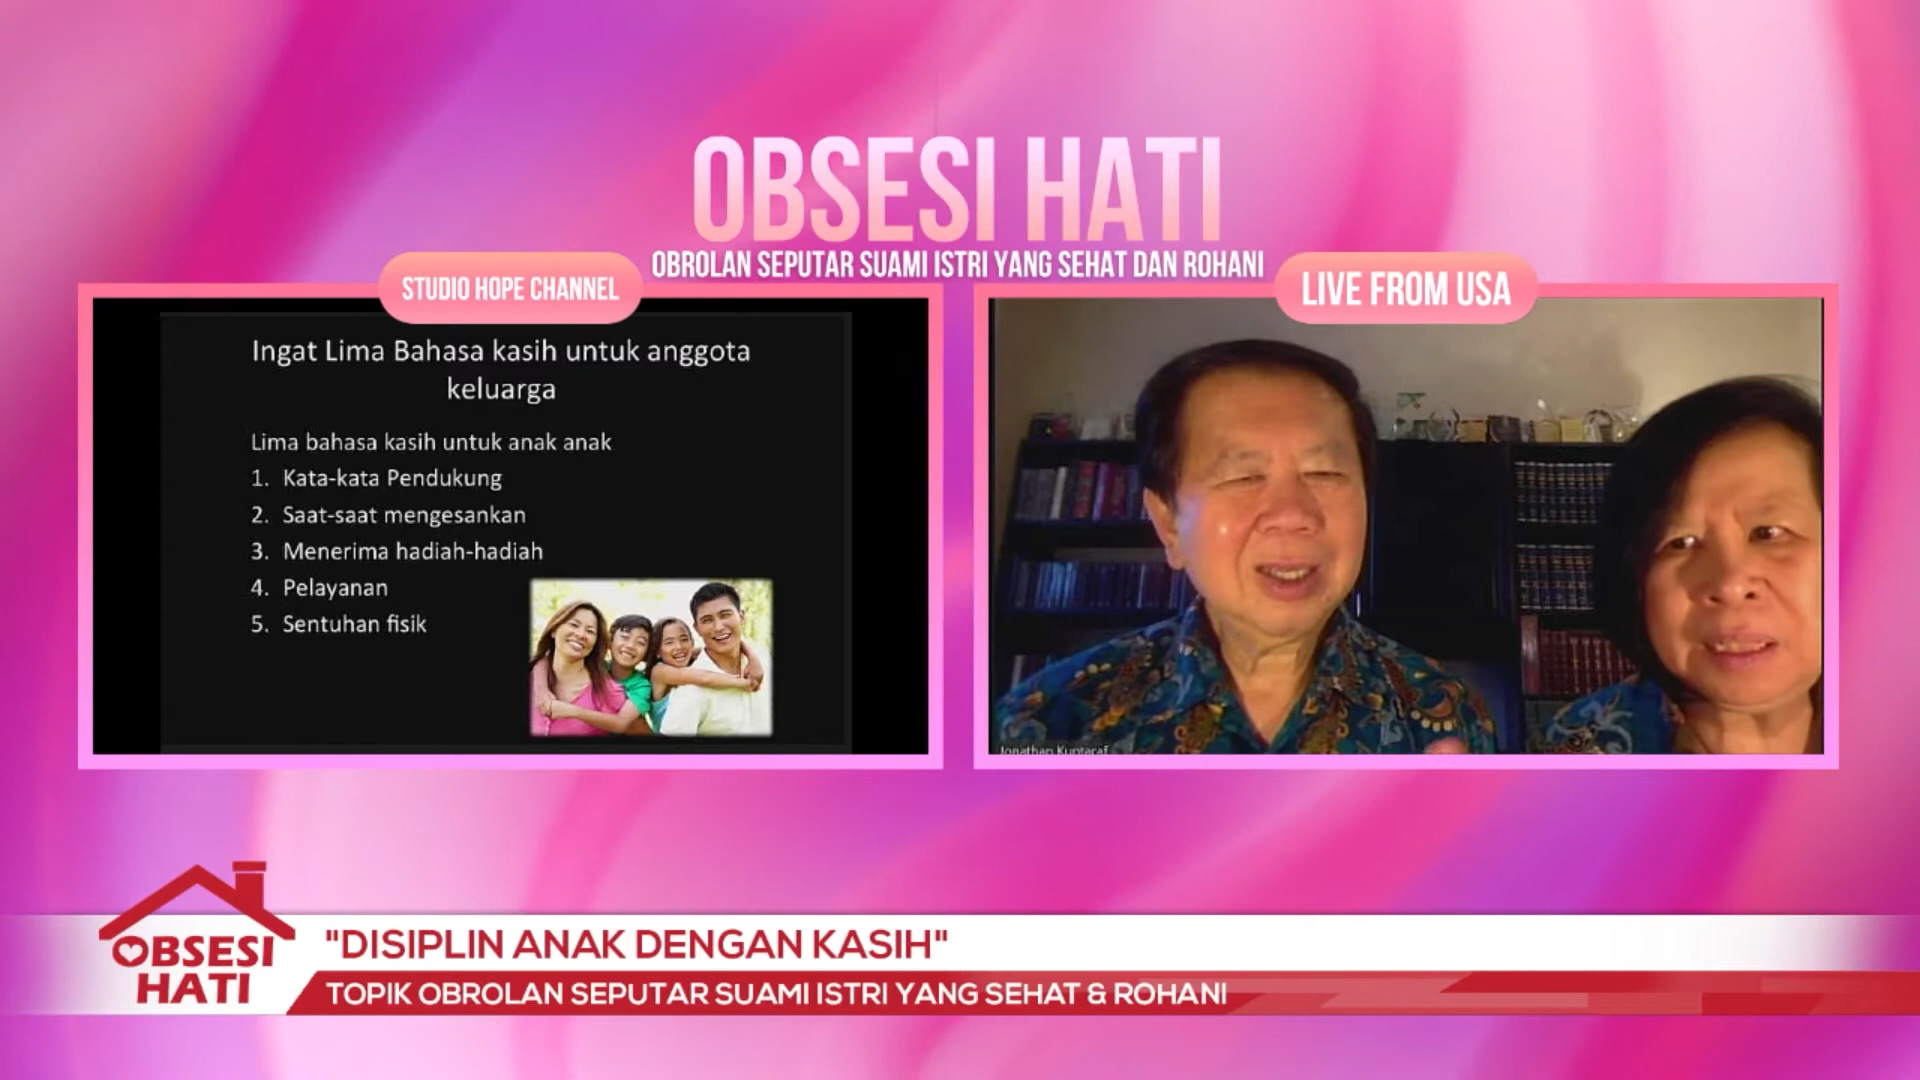 OBSESI HATI
OBROLAN SEPUTAR SUAMI ISTRI YANG SEHAT DAN ROHANI
STUDIO HOPE CHANNEL
LIVE FROM USA
Ingat Lima Bahasa kasih untuk anggota
keluarga
Lima bahasa kasih untuk anak anak
1. Kata-kata Pendukung
2. Saat-saat mengesankan
3. Menerima hadiah-hadiah
4. Pelayanan
5. Sentuhan fisik
Jonathan Kuntaraf
OBSESI
HATI
"DISIPLIN ANAK DENGAN KASIH"
TOPIK OBROLAN SEPUTAR SUAMI ISTRI YANG SEHAT & ROHANI